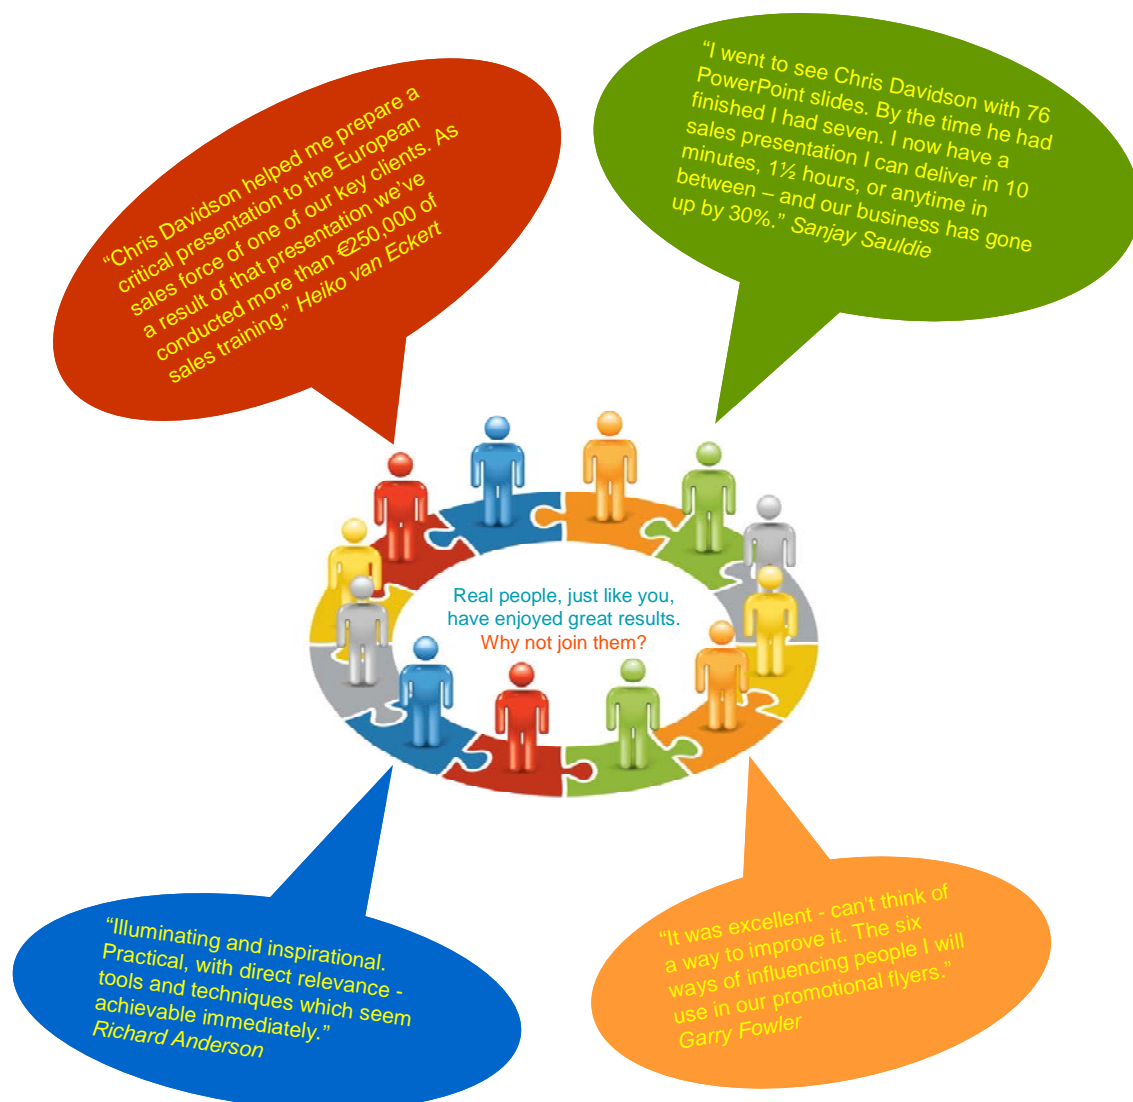 “Chris Davidson helped me prepare a
critical presentation to the European
sales force of one of our key clients. As
a result of that presentation we’ve
conducted more than €250,000 of
sales training.” Heiko van Eckert
“I went to see Chris Davidson with 76
PowerPoint slides. By the time he had
finished I had seven. I now have a
sales presentation I can deliver in 10
minutes, 1½ hours, or anytime in
between – and our business has gone
up by 30%.” Sanjay Sauldie
Real people, just like you,
have enjoyed great results.
Why not join them?
“Illuminating and inspirational.
Practical, with direct relevance -
tools and techniques which seem
achievable immediately.”
Richard Anderson
“It was excellent - can’t think of
a way to improve it. The six
ways of influencing people I will
use in our promotional flyers.”
Garry Fowler